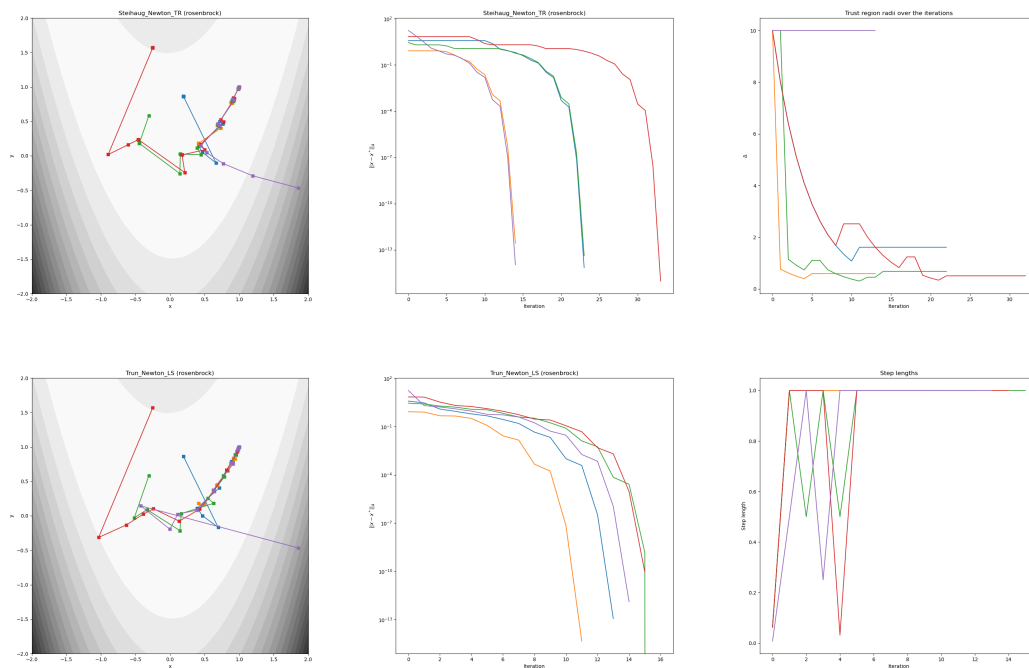 Steihaug_Newton_TR (rosenbrock)
2.0
1.5
1.0
0.5
0.0
−0.5
−1.0
−1.5
−2.0
y
−2.0 −1.5 −1.0 −0.5 0.0 0.5 1.0 1.5 2.0
x
Steihaug_Newton_TR (rosenbrock)
10²
10⁻¹
10⁻⁴
10⁻⁷
10⁻¹⁰
10⁻¹³
0 5 10 15 20 25 30
Iteration
Trust region radii over the iterations
10
8
6
4
2
0
Δ
0 5 10 15 20 25 30
Iteration
Trun_Newton_LS (rosenbrock)
2.0
1.5
1.0
0.5
0.0
−0.5
−1.0
−1.5
−2.0
y
−2.0 −1.5 −1.0 −0.5 0.0 0.5 1.0 1.5 2.0
x
Trun_Newton_LS (rosenbrock)
10²
10⁻¹
10⁻⁴
10⁻⁷
10⁻¹⁰
10⁻¹³
0 2 4 6 8 10 12 14 16
Iteration
Step lengths
1.0
0.8
0.6
0.4
0.2
0.0
Step length
0 2 4 6 8 10 12 14
Iteration